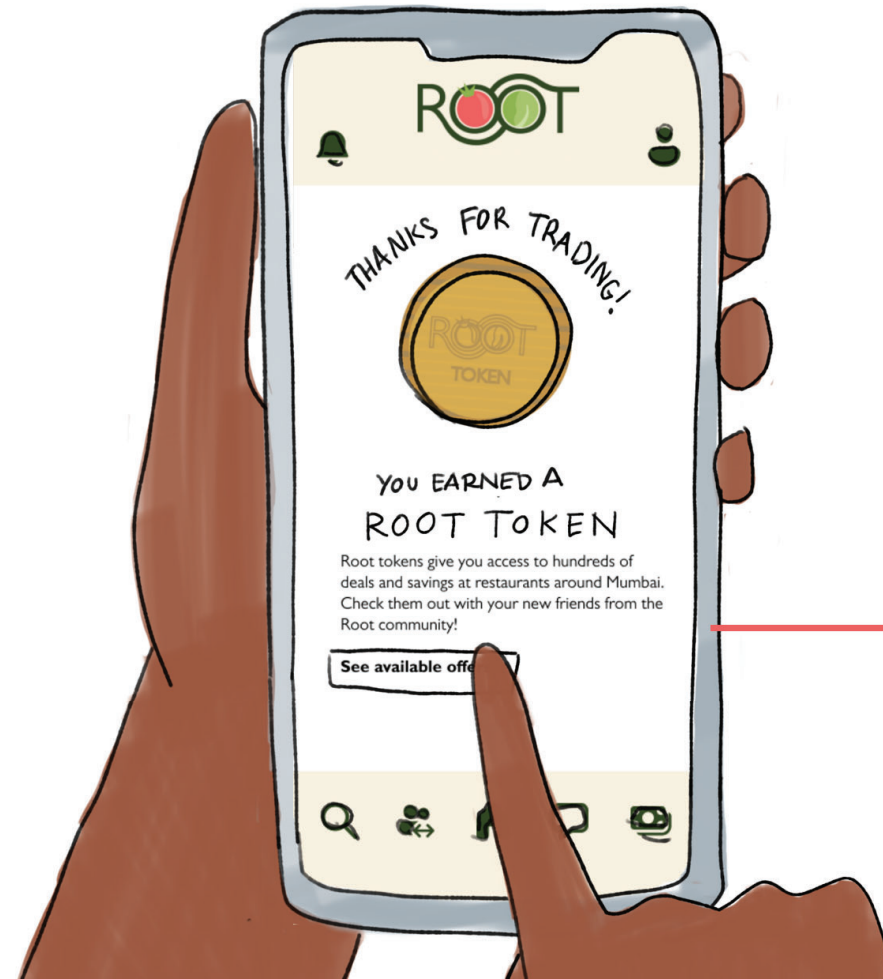 ROOT
THANKS FOR TRADING!
ROOT
TOKEN
YOU EARNED A
ROOT TOKEN
Root tokens give you access to hundreds of
deals and savings at restaurants around Mumbai.
Check them out with your new friends from the
Root community!
See available offe